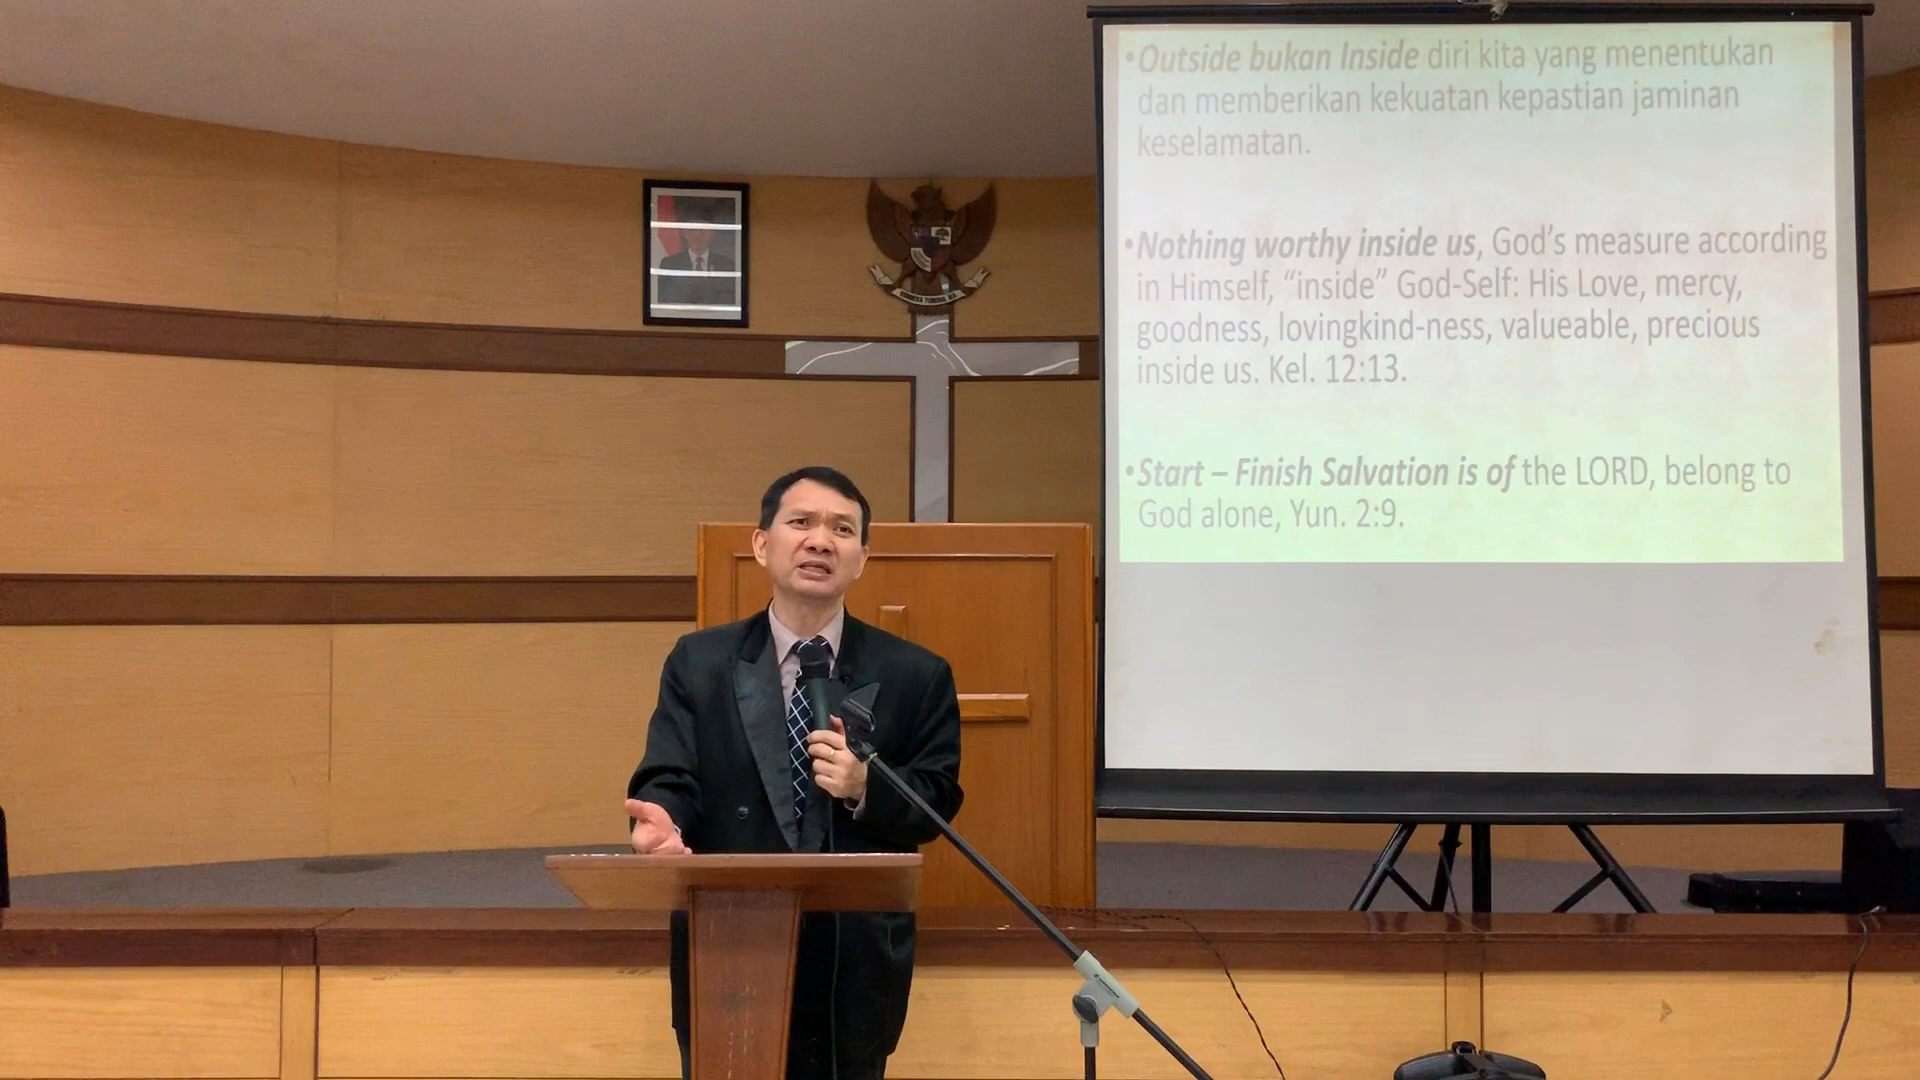 •Outside bukan Inside diri kita yang menentukan
dan memberikan kekuatan kepastian jaminan
keselamatan.
•Nothing worthy inside us, God's measure according
in Himself, "inside" God-Self: His Love, mercy,
goodness, lovingkind-ness, valueable, precious
inside us. Kel. 12:13.
•Start – Finish Salvation is of the LORD, belong to
God alone, Yun. 2:9.